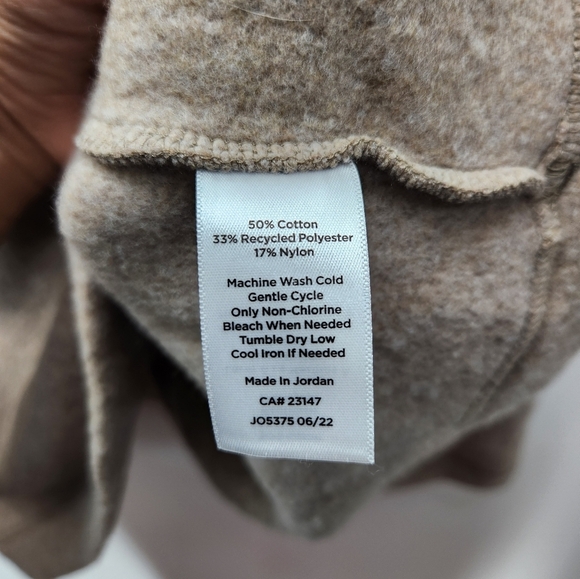 50% Cotton
33% Recycled Polyester
17% Nylon
Machine Wash Cold
Gentle Cycle
Only Non-Chlorine
Bleach When Needed
Tumble Dry Low
Cool Iron If Needed
Made In Jordan
CA# 23147
JO5375 06/22